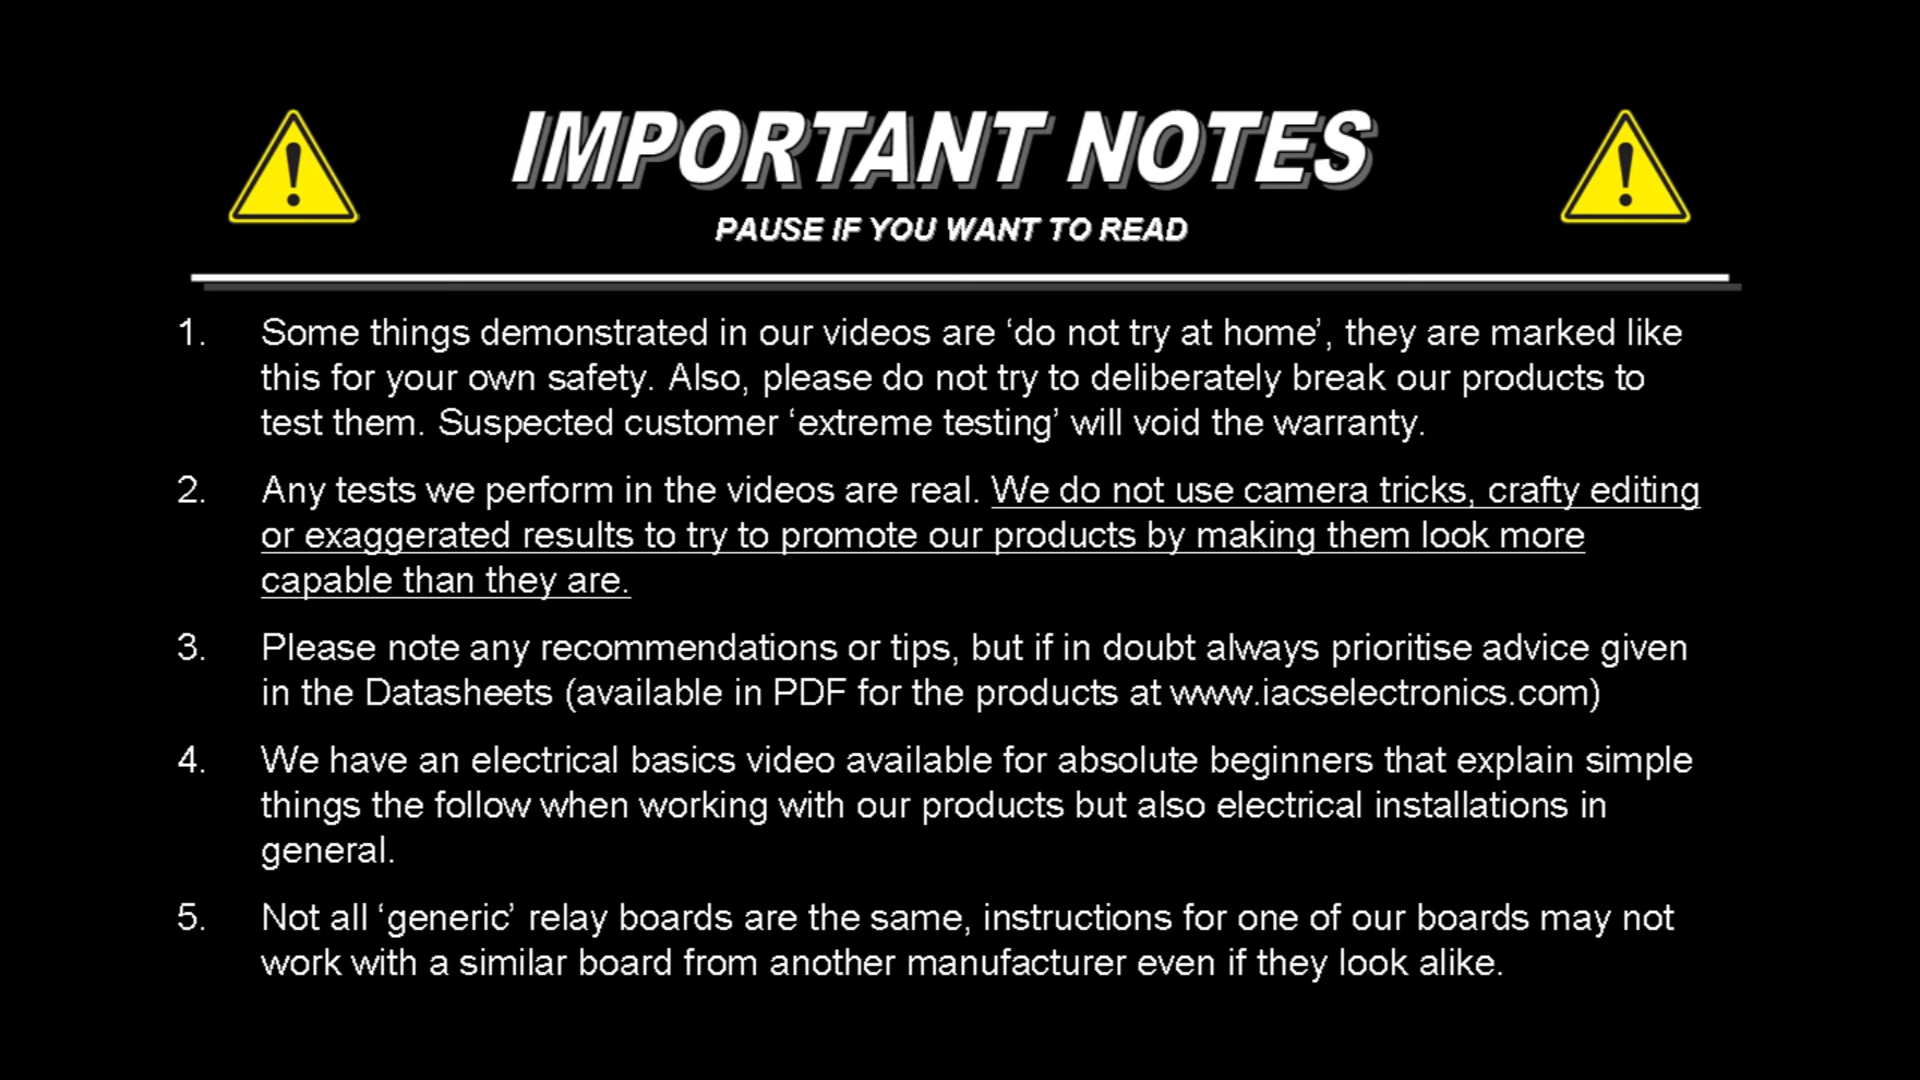 IMPORTANT NOTES
PAUSE IF YOU WANT TO READ
1. Some things demonstrated in our videos are ‘do not try at home’, they are marked like
this for your own safety. Also, please do not try to deliberately break our products to
test them. Suspected customer ‘extreme testing’ will void the warranty.
2. Any tests we perform in the videos are real. We do not use camera tricks, crafty editing
or exaggerated results to try to promote our products by making them look more
capable than they are.
3. Please note any recommendations or tips, but if in doubt always prioritise advice given
in the Datasheets (available in PDF for the products at www.iacselectronics.com)
4. We have an electrical basics video available for absolute beginners that explain simple
things the follow when working with our products but also electrical installations in
general.
5. Not all ‘generic’ relay boards are the same, instructions for one of our boards may not
work with a similar board from another manufacturer even if they look alike.